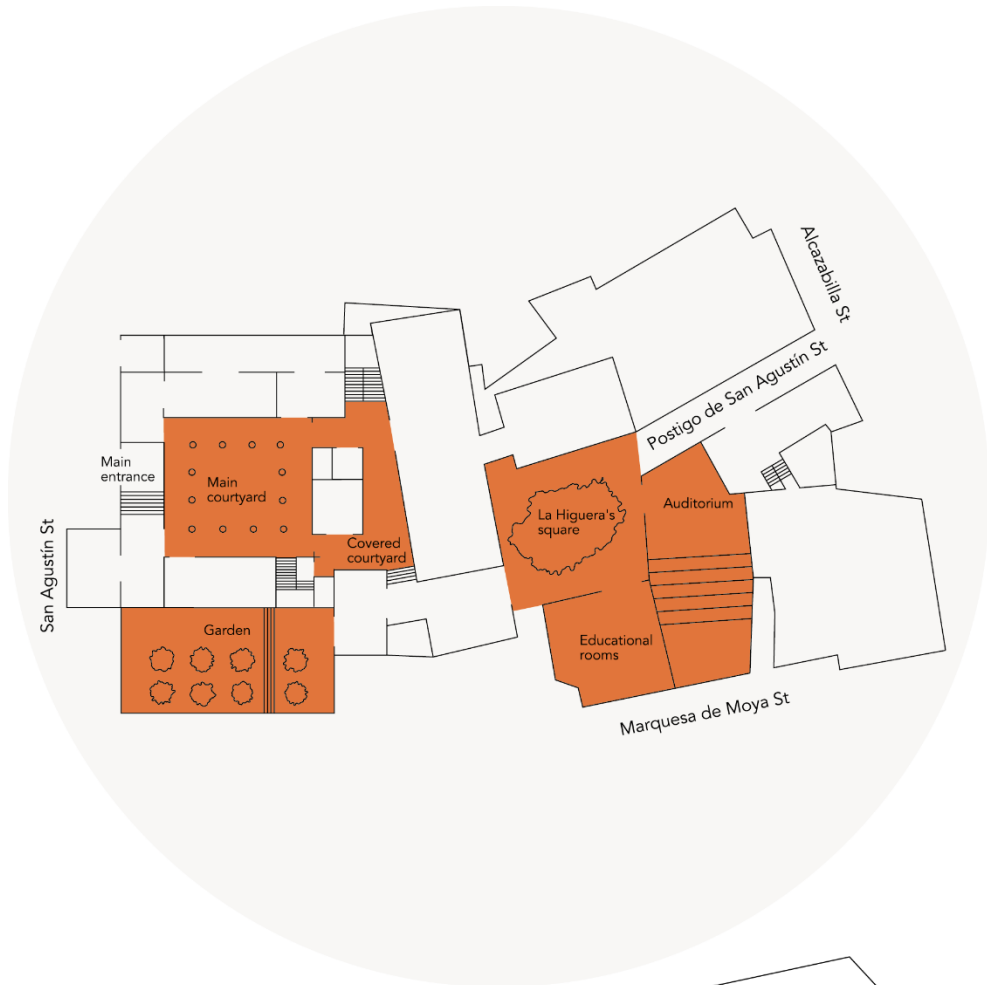 Alcazabilla St
Postigo de San Agustín St
Main
entrance
Main
courtyard
La Higuera's
square
Auditorium
Covered
courtyard
San Agustín St
Garden
Educational
rooms
Marquesa de Moya St